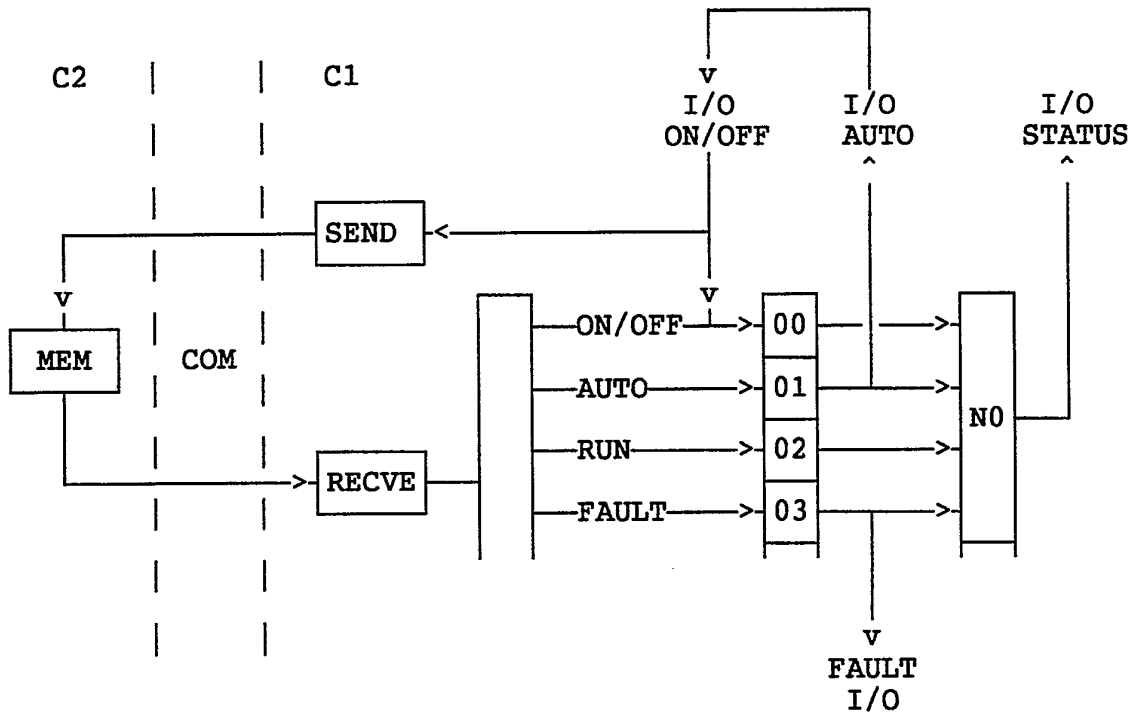 C2
C1
I/O
ON/OFF
I/O
AUTO
I/O
STATUS
SEND
MEM
COM
ON/OFF
00
AUTO
01
N0
RUN
02
RECVE
FAULT
03
FAULT
I/O